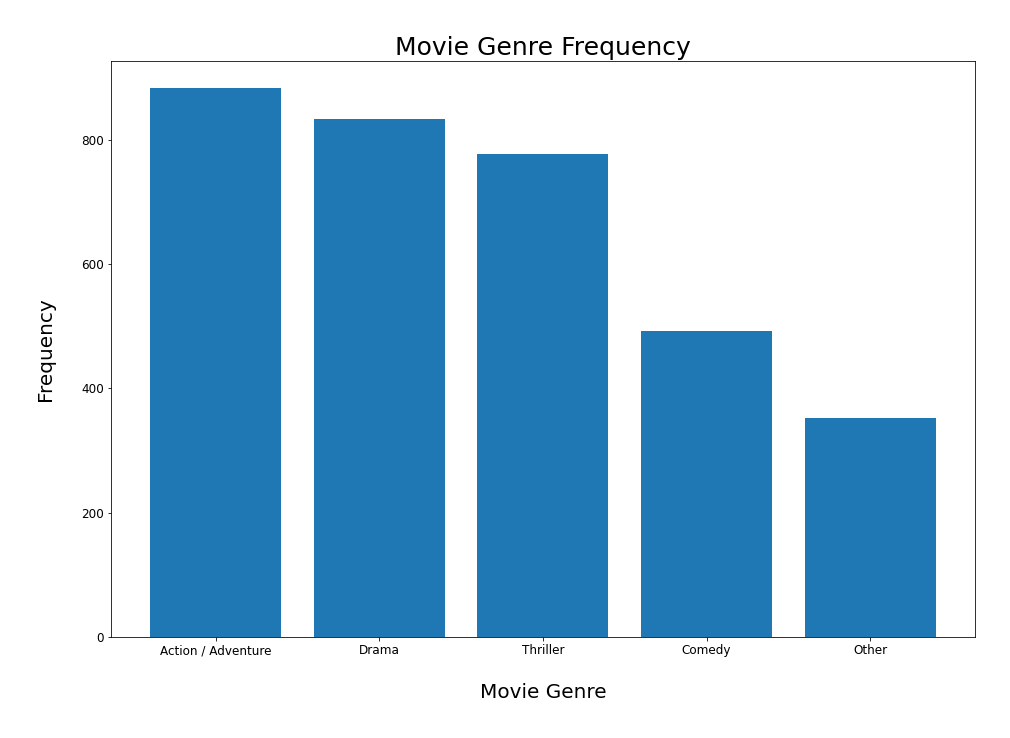 Movie Genre Frequency
800
600
400
200
0
Frequency
Action / Adventure
Drama
Thriller
Comedy
Other
Movie Genre